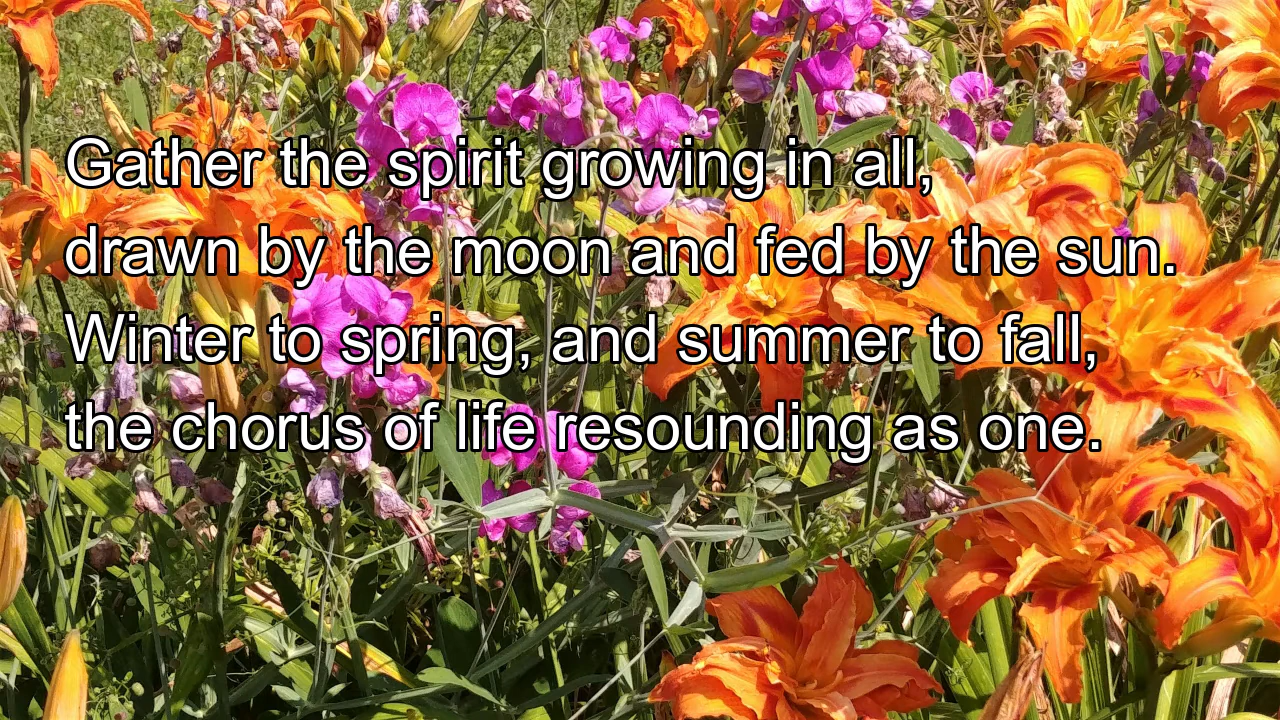 Gather the spirit growing in all,
drawn by the moon and fed by the sun.
Winter to spring, and summer to fall,
the chorus of life resounding as one.